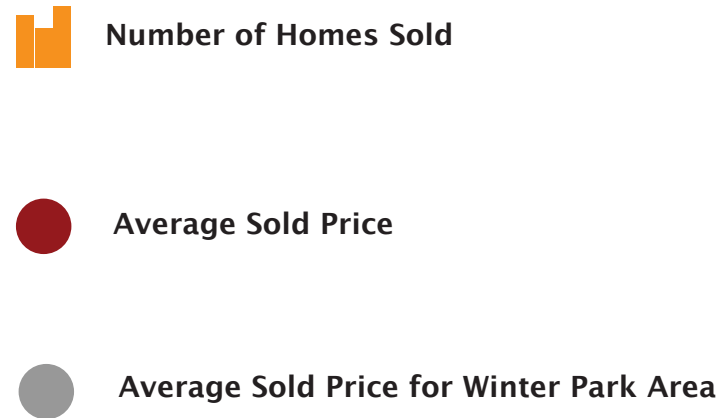 Number of Homes Sold
Average Sold Price
Average Sold Price for Winter Park Area